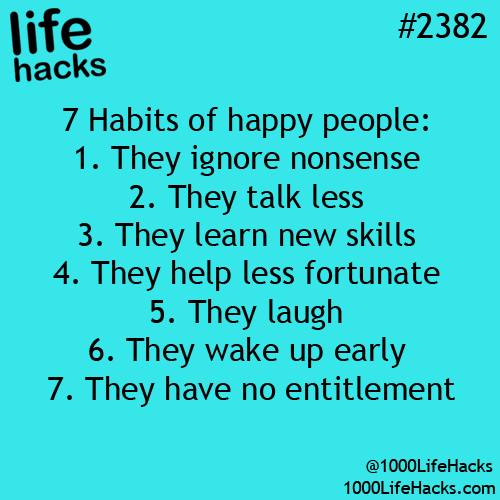 life
hacks
#2382
7 Habits of happy people:
1. They ignore nonsense
2. They talk less
3. They learn new skills
4. They help less fortunate
5. They laugh
6. They wake up early
7. They have no entitlement
@1000LifeHacks
1000LifeHacks.com